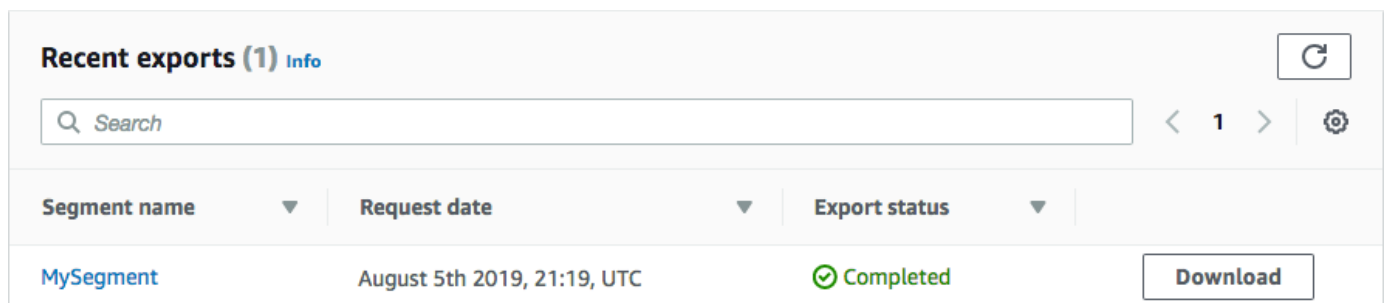 Recent exports (1) Info
Search
1
Segment name Request date Export status
MySegment August 5th 2019, 21:19, UTC Completed Download